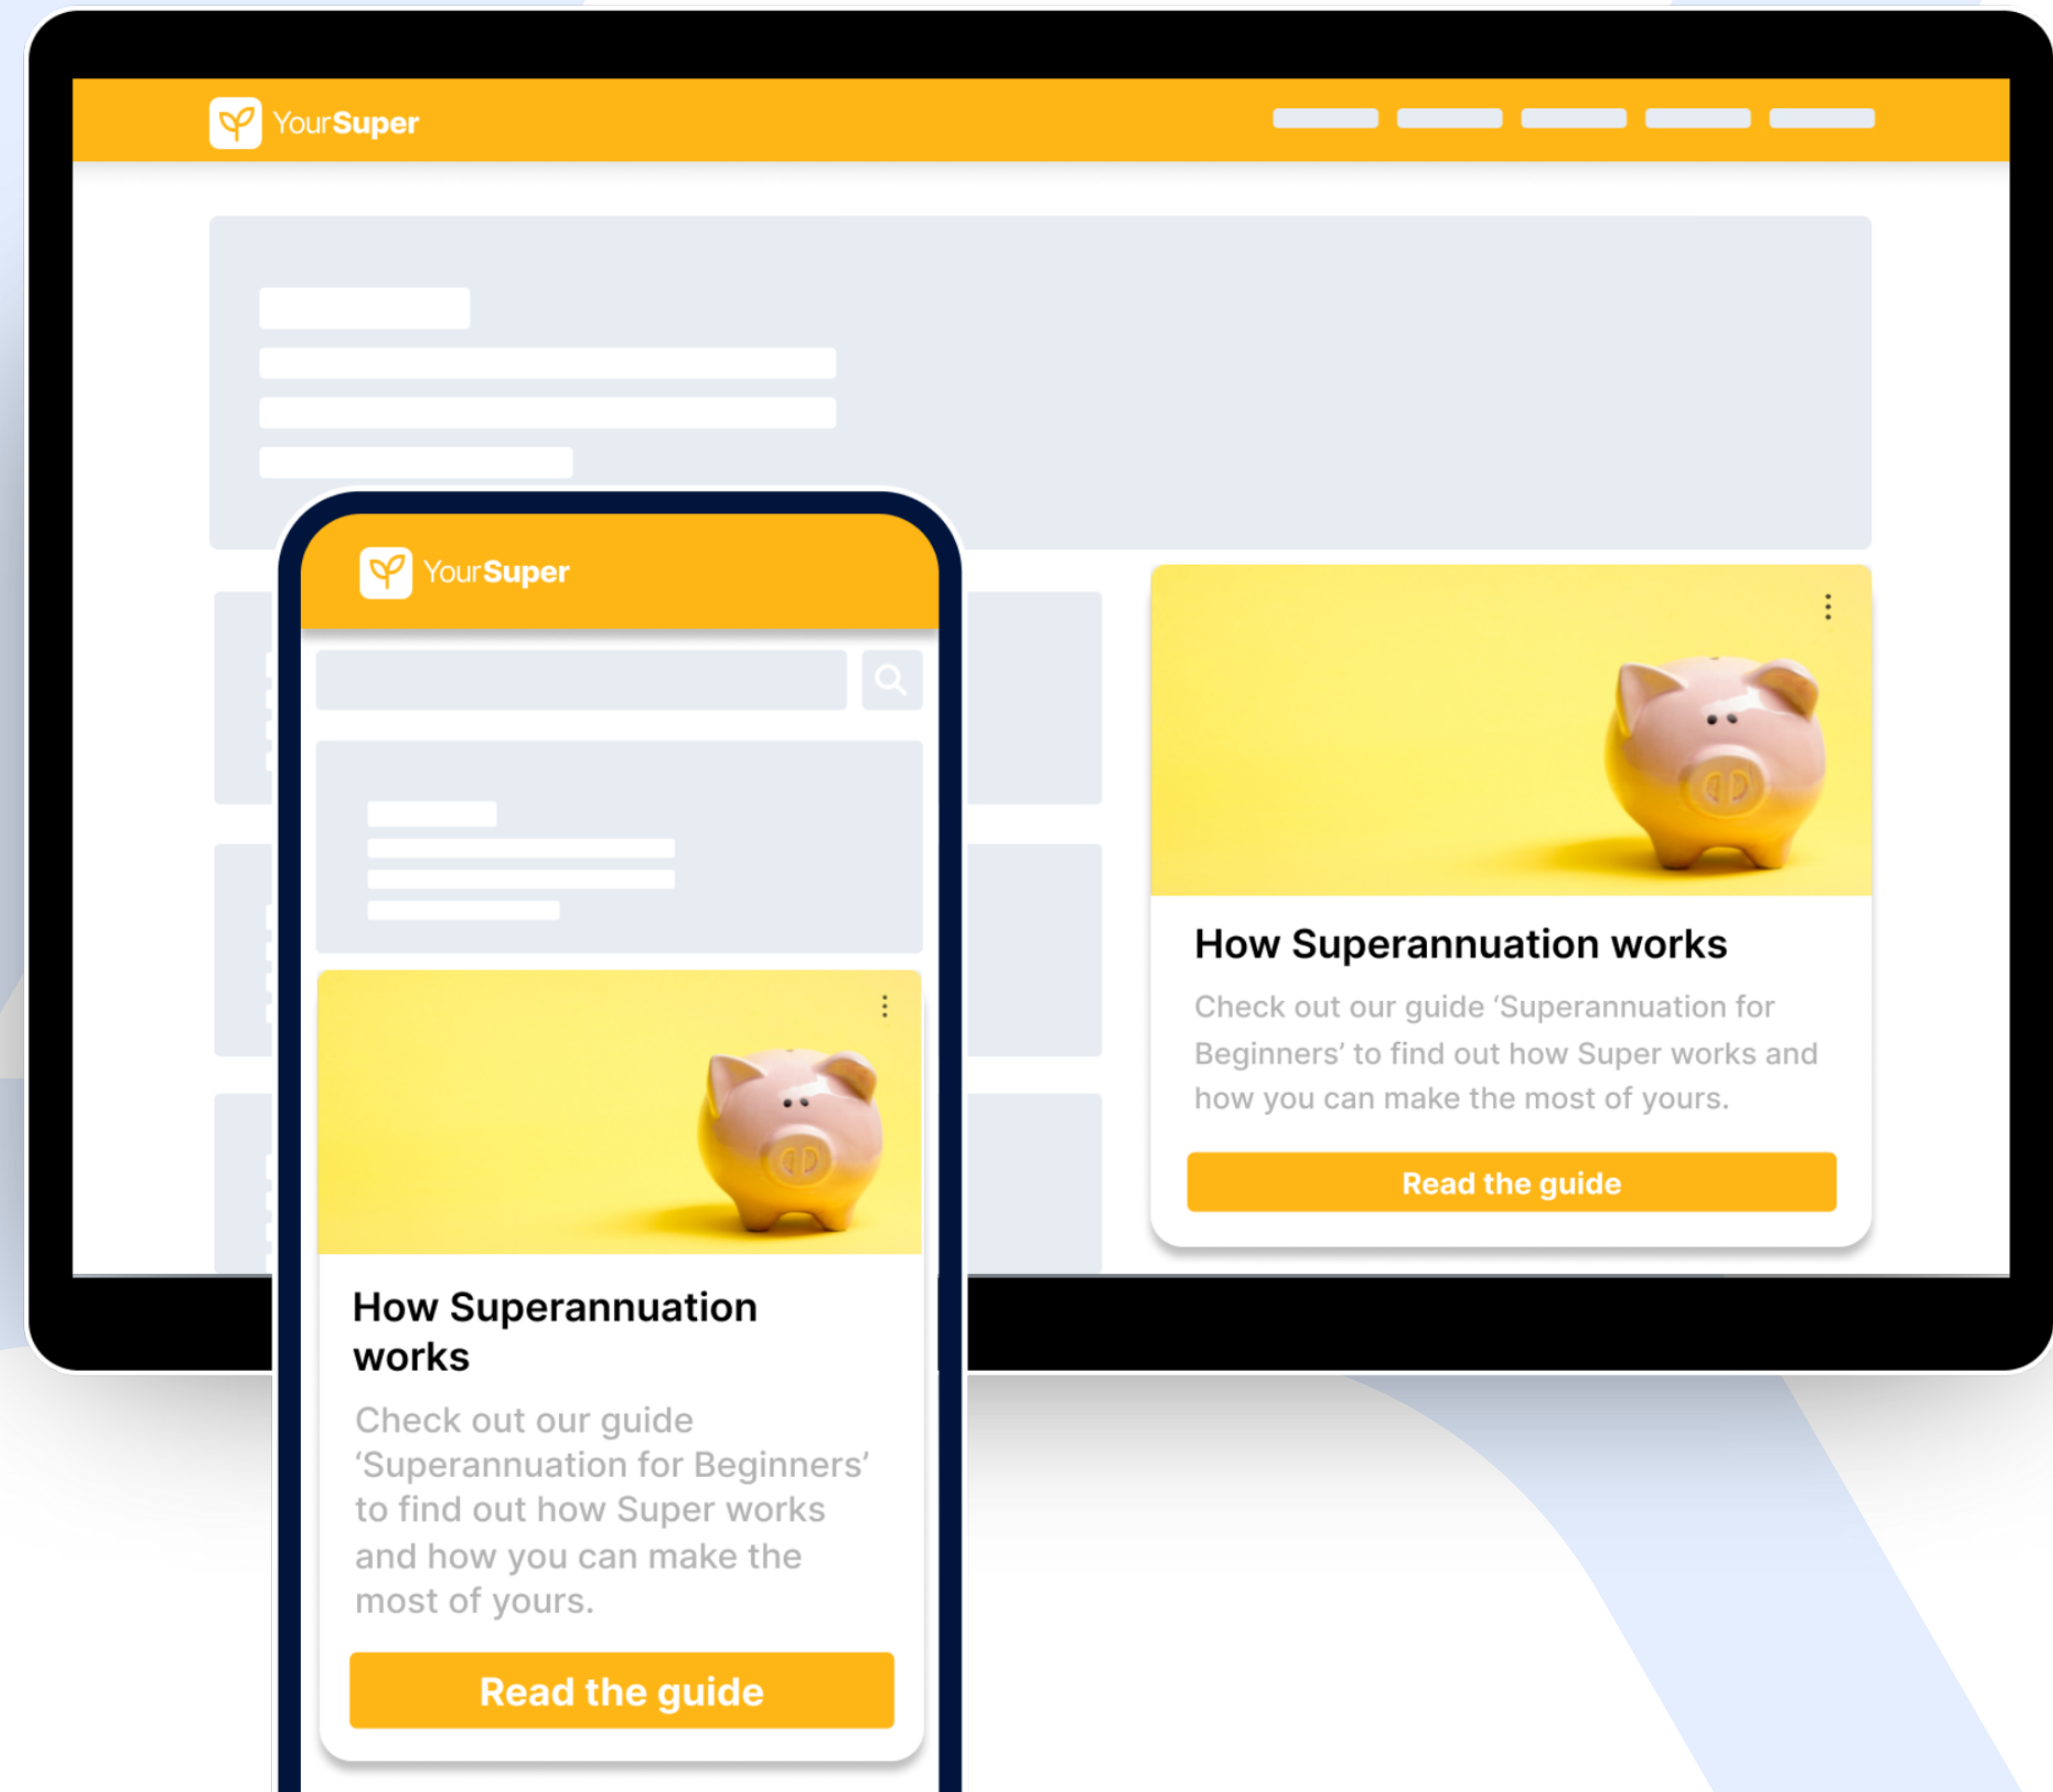 YourSuper
YourSuper
How Superannuation works
Check out our guide ‘Superannuation for
Beginners’ to find out how Super works and
how you can make the most of yours.
Read the guide
How Superannuation
works
Check out our guide
‘Superannuation for Beginners’
to find out how Super works
and how you can make the
most of yours.
Read the guide